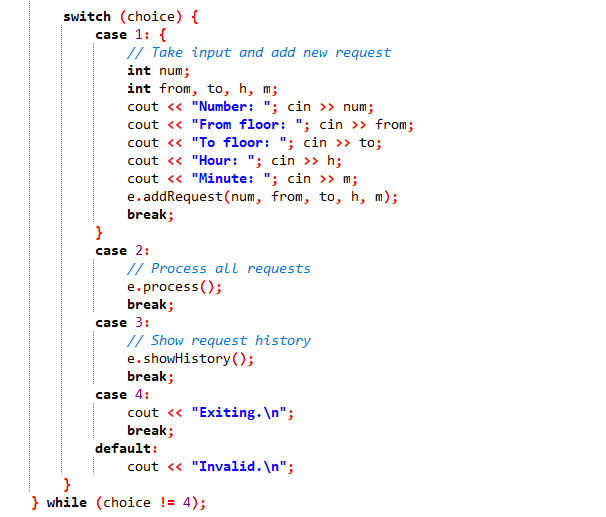 switch (choice) {
case 1: {
// Take input and add new request
int num;
int from, to, h, m;
cout << "Number: "; cin >> num;
cout << "From floor: "; cin >> from;
cout << "To floor: "; cin >> to;
cout << "Hour: "; cin >> h;
cout << "Minute: "; cin >> m;
e.addRequest(num, from, to, h, m);
break;
}
case 2:
// Process all requests
e.process();
break;
case 3:
// Show request history
e.showHistory();
break;
case 4:
cout << "Exiting.\n";
break;
default:
cout << "Invalid.\n";
}
} while (choice != 4);